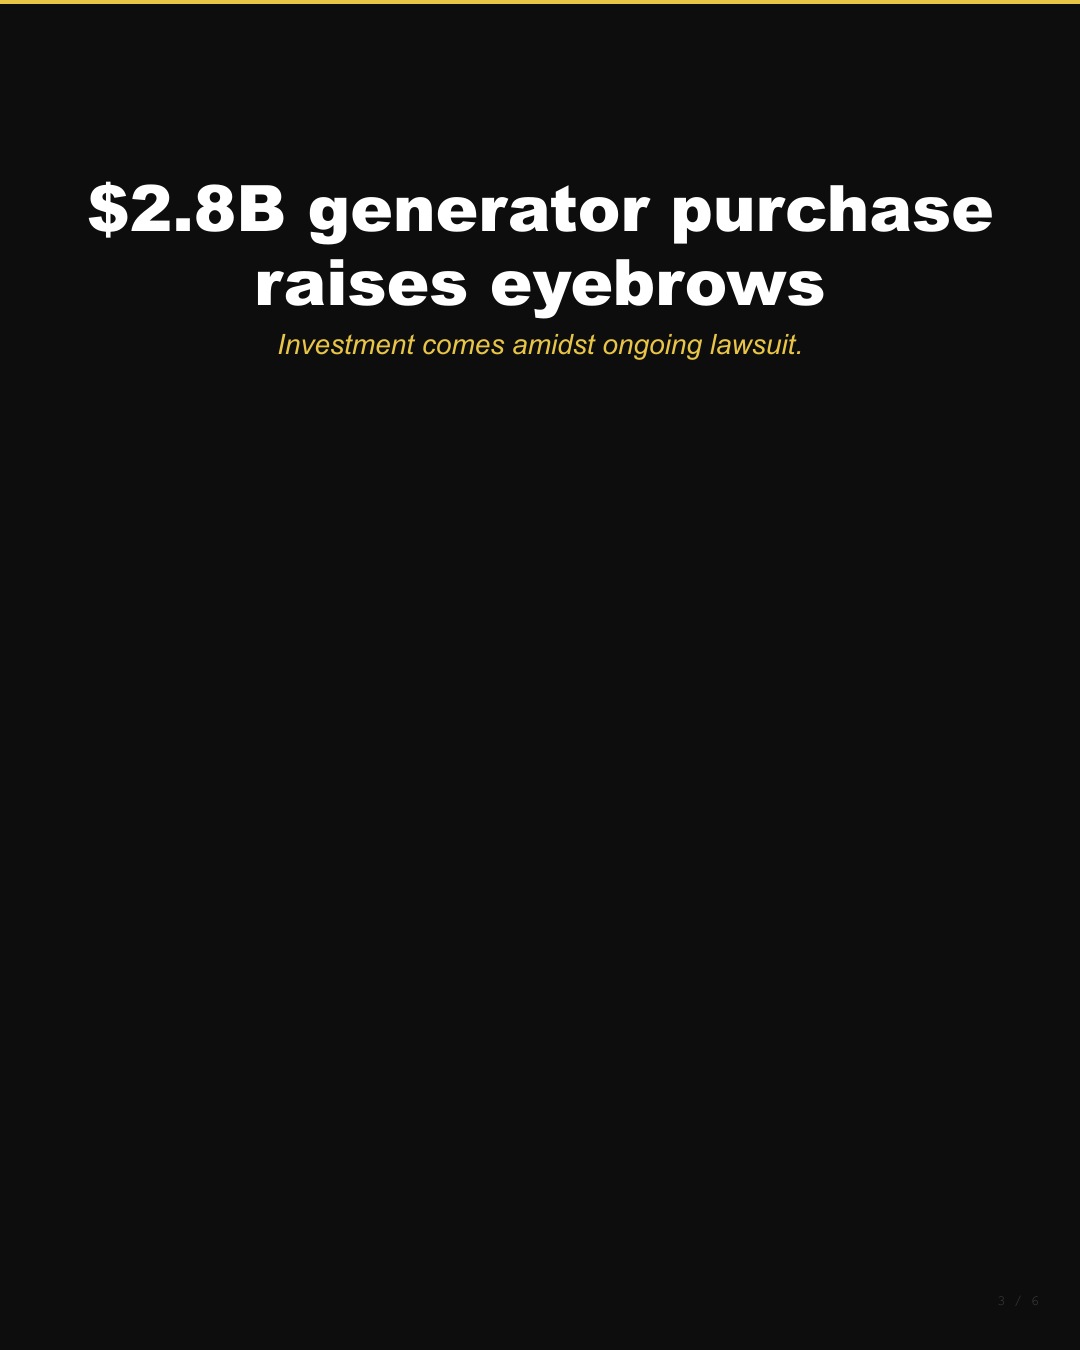 $2.8B generator purchase
raises eyebrows
Investment comes amidst ongoing lawsuit.
3 / 6